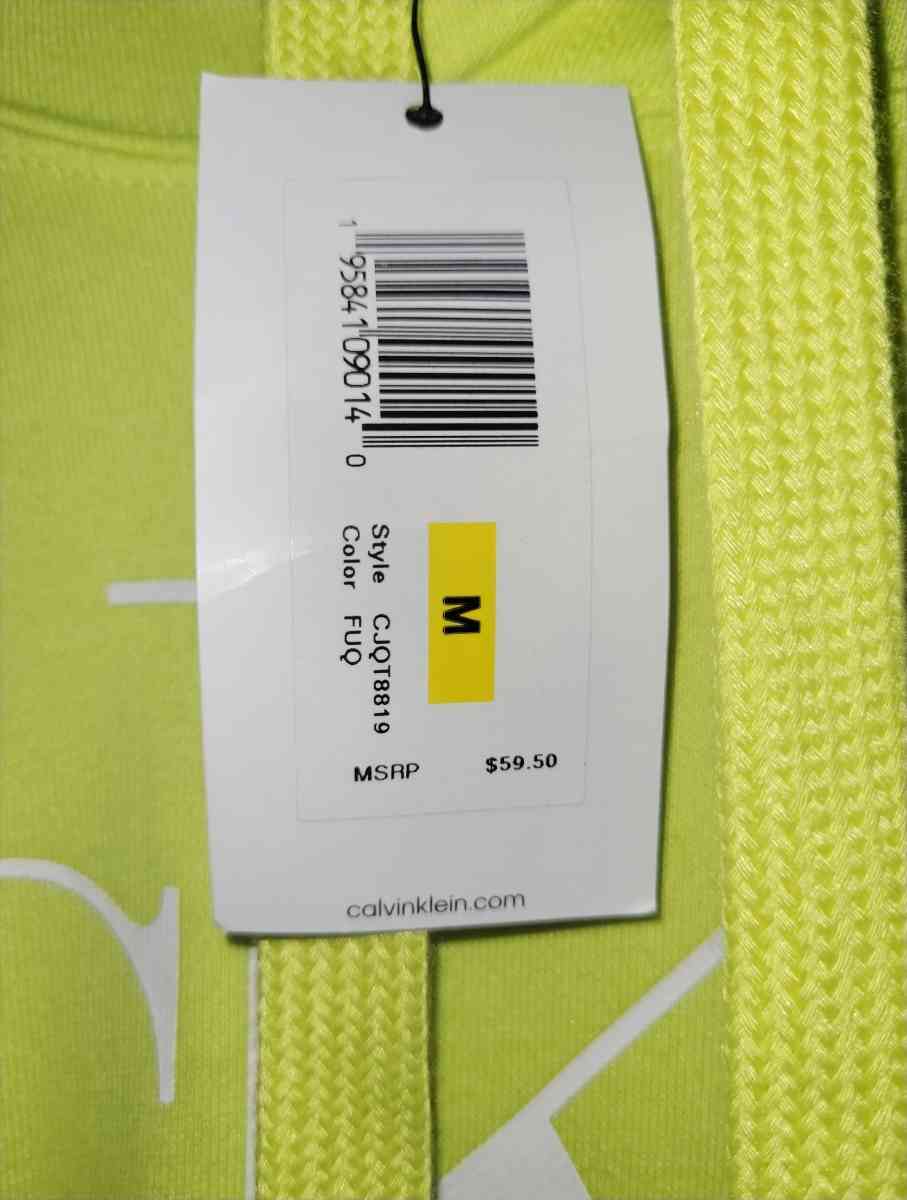 1 95841 09014 0
M
Style CJQT8819
Color FUQ
MSRP $59.50
calvinklein.com